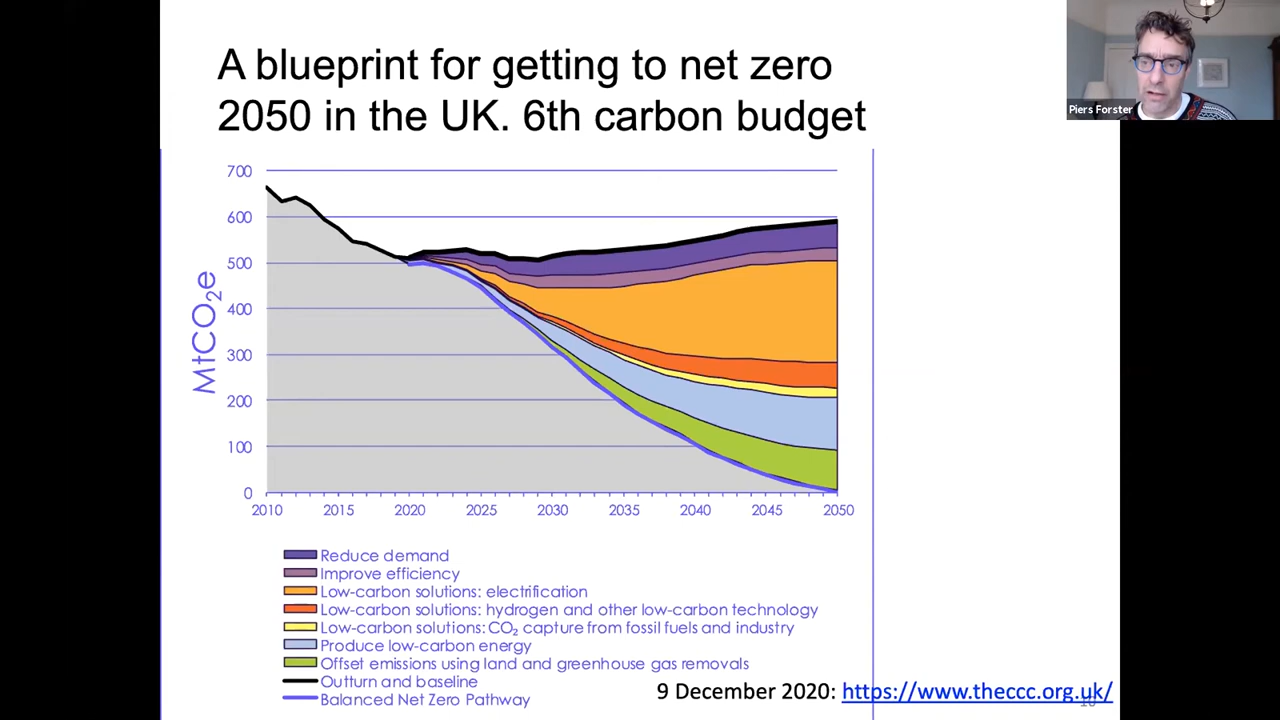 A blueprint for getting to net zero
2050 in the UK. 6th carbon budget
Piers Forster
700
600
500
400
300
200
100
0
MtCO₂e
2010 2015 2020 2025 2030 2035 2040 2045 2050
Reduce demand
Improve efficiency
Low-carbon solutions: electrification
Low-carbon solutions: hydrogen and other low-carbon technology
Low-carbon solutions: CO₂ capture from fossil fuels and industry
Produce low-carbon energy
Offset emissions using land and greenhouse gas removals
Outturn and baseline
Balanced Net Zero Pathway
9 December 2020: https://www.theccc.org.uk/